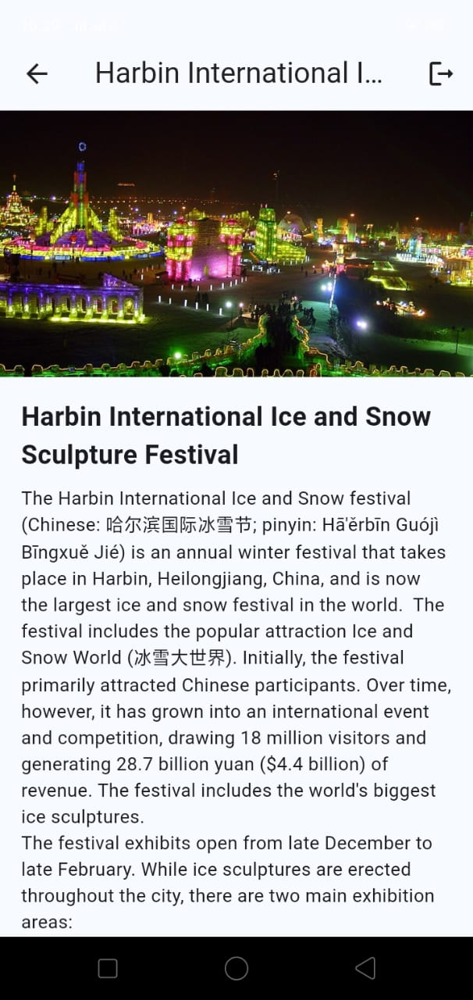 Harbin International I...
Harbin International Ice and Snow
Sculpture Festival
The Harbin International Ice and Snow festival
(Chinese: 哈尔滨国际冰雪节; pinyin: Hā'ěrbīn Guójì
Bīngxuě Jié) is an annual winter festival that takes
place in Harbin, Heilongjiang, China, and is now
the largest ice and snow festival in the world.  The
festival includes the popular attraction Ice and
Snow World (冰雪大世界). Initially, the festival
primarily attracted Chinese participants. Over time,
however, it has grown into an international event
and competition, drawing 18 million visitors and
generating 28.7 billion yuan ($4.4 billion) of
revenue. The festival includes the world's biggest
ice sculptures.
The festival exhibits open from late December to
late February. While ice sculptures are erected
throughout the city, there are two main exhibition
areas: